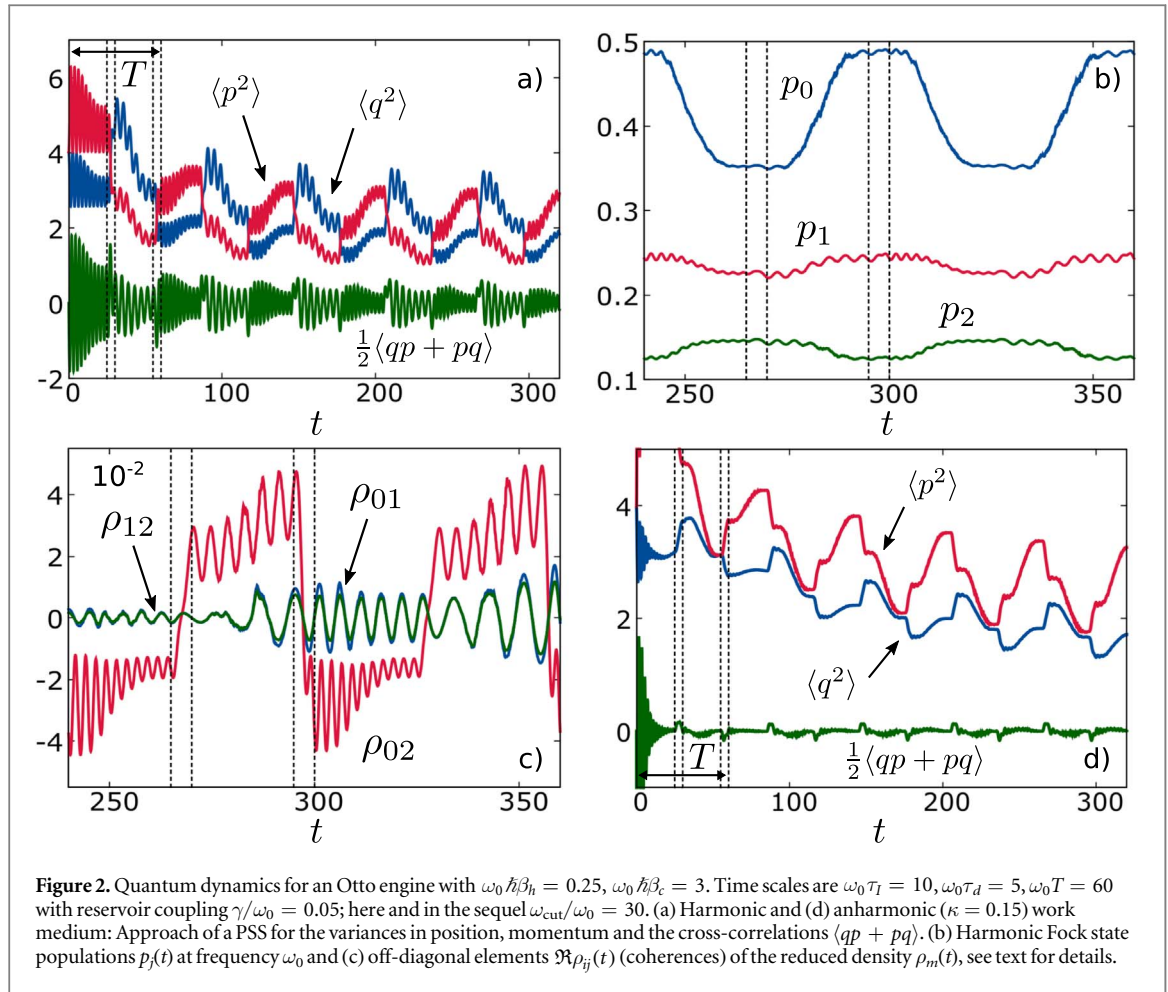 a)
T
⟨p²⟩
⟨q²⟩
½⟨qp + pq⟩
6
4
2
0
-2
0 100 200 300
t
b)
p₀
p₁
p₂
0.5
0.4
0.3
0.2
0.1
250 300 350
t
10⁻²
ρ₁₂
ρ₀₁
ρ₀₂
c)
4
2
0
-2
-4
250 300 350
t
⟨p²⟩
⟨q²⟩
T
½⟨qp + pq⟩
d)
4
2
0
0 100 200 300
t
Figure 2. Quantum dynamics for an Otto engine with ω₀ℏβₕ = 0.25, ω₀ℏβ꜀ = 3. Time scales are ω₀τ_I = 10, ω₀τ_d = 5, ω₀T = 60
with reservoir coupling γ/ω₀ = 0.05; here and in the sequel ω_cut/ω₀ = 30. (a) Harmonic and (d) anharmonic (κ = 0.15) work
medium: Approach of a PSS for the variances in position, momentum and the cross-correlations ⟨qp + pq⟩. (b) Harmonic Fock state
populations p_j(t) at frequency ω₀ and (c) off-diagonal elements ℜρ_ij(t) (coherences) of the reduced density ρ_m(t), see text for details.